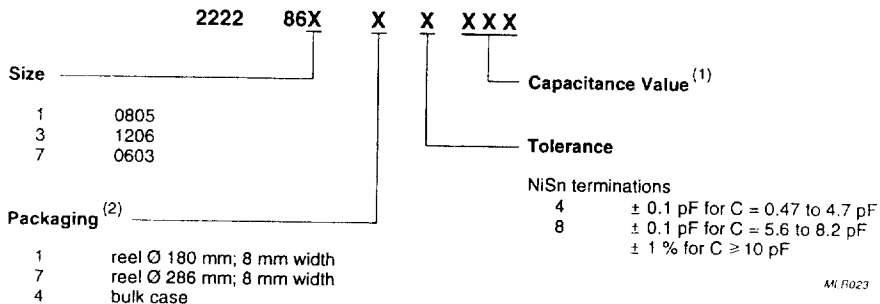 2222 86X X X XXX
Size
Capacitance Value (1)
1 0805
3 1206
7 0603
Tolerance
NiSn terminations
4 ± 0.1 pF for C = 0.47 to 4.7 pF
8 ± 0.1 pF for C = 5.6 to 8.2 pF
± 1 % for C ≥ 10 pF
Packaging (2)
1 reel Ø 180 mm; 8 mm width
7 reel Ø 286 mm; 8 mm width
4 bulk case
MLB023